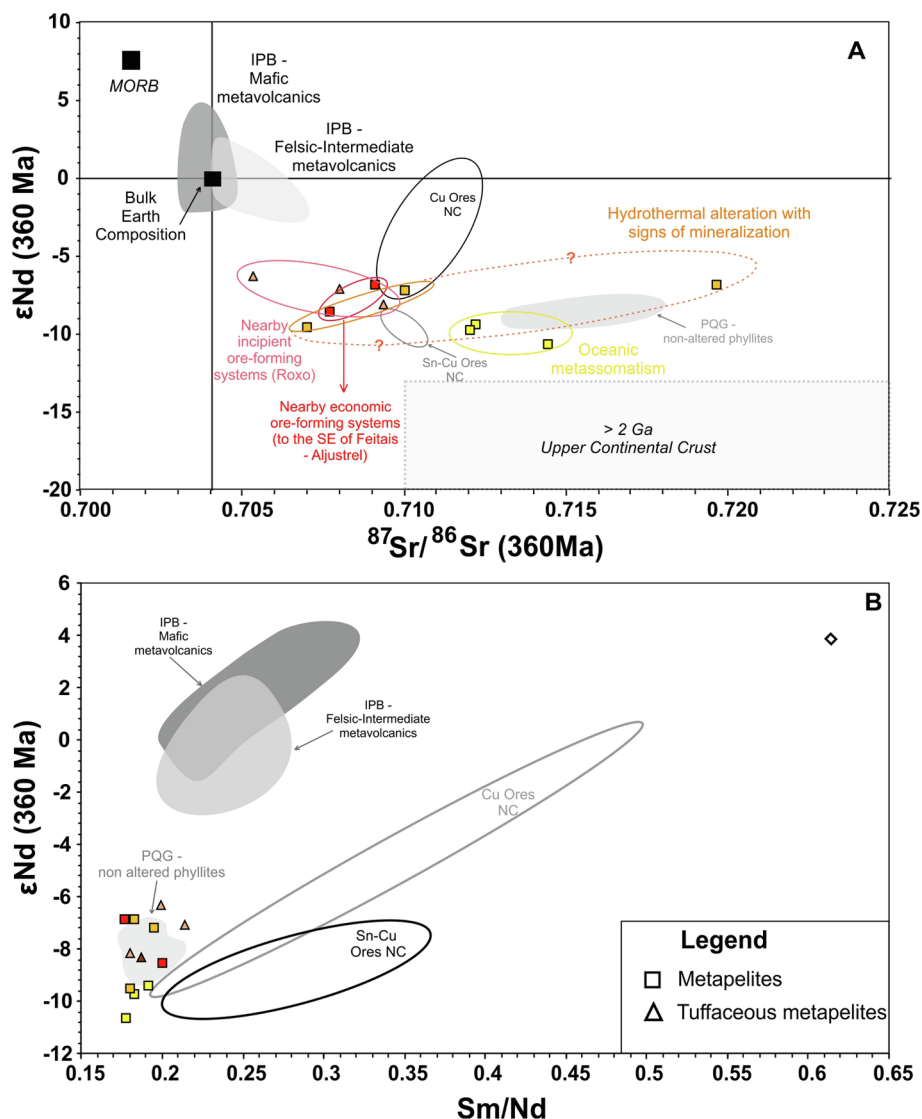 A
10
5
0
-5
-10
-15
-20
εNd (360 Ma)
MORB
IPB -
Mafic
metavolcanics
IPB -
Felsic-Intermediate
metavolcanics
Bulk
Earth
Composition
Cu Ores
NC
Hydrothermal alteration with
signs of mineralization
?
?
Nearby
incipient
ore-forming
systems (Roxo)
Sn-Cu Ores
NC
PQG -
non-altered phyllites
Oceanic
metassomatism
Nearby economic
ore-forming systems
(to the SE of Feitais
- Aljustrel)
> 2 Ga
Upper Continental Crust
0.700 0.705 0.710 0.715 0.720 0.725
87Sr/86Sr (360Ma)
B
6
4
2
0
-2
-4
-6
-8
-10
-12
εNd (360 Ma)
IPB -
Mafic
metavolcanics
IPB -
Felsic-Intermediate
metavolcanics
Cu Ores
NC
PQG -
non altered phyllites
Sn-Cu
Ores NC
Legend
Metapelites
Tuffaceous metapelites
0.15 0.2 0.25 0.3 0.35 0.4 0.45 0.5 0.55 0.6 0.65
Sm/Nd